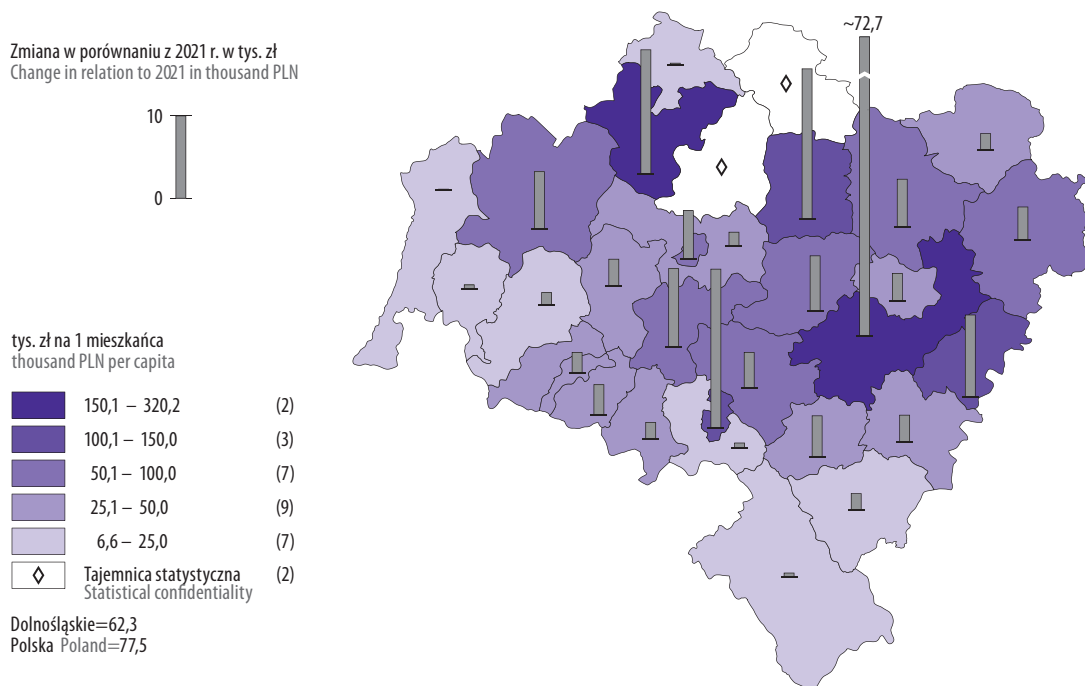 Zmiana w porównaniu z 2021 r. w tys. zł
Change in relation to 2021 in thousand PLN
10
0
~72,7
tys. zł na 1 mieszkańca
thousand PLN per capita
150,1 – 320,2 (2)
100,1 – 150,0 (3)
50,1 – 100,0 (7)
25,1 – 50,0 (9)
6,6 – 25,0 (7)
Tajemnica statystyczna (2)
Statistical confidentiality
Dolnośląskie=62,3
Polska Poland=77,5